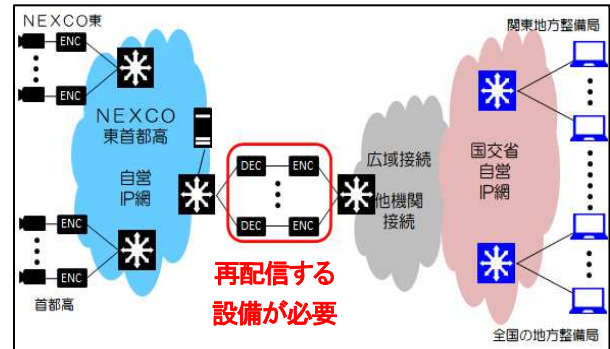 NEXCO東
ENC
ENC
NEXCO
東首都高
自営
IP網
ENC
ENC
首都高
DEC
ENC
DEC
ENC
再配信する
設備が必要
広域接続
他機関
接続
国交省
自営
IP網
関東地方整備局
全国の地方整備局